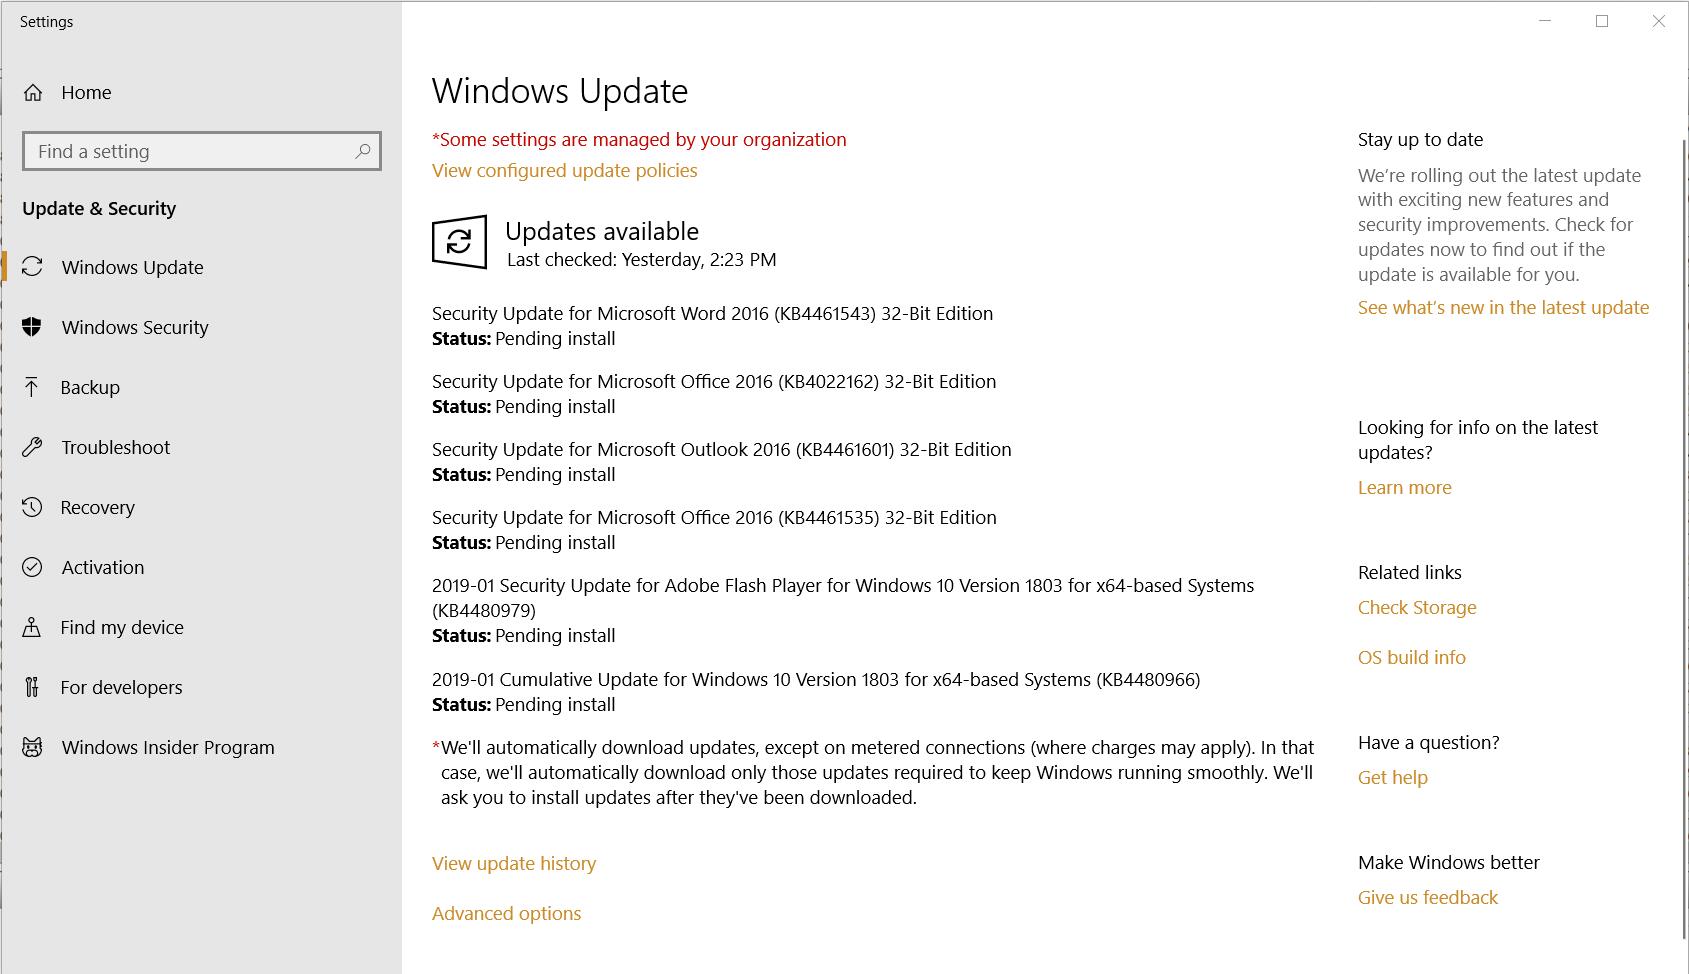 Settings
Home
Find a setting
Update & Security
Windows Update
Windows Security
Backup
Troubleshoot
Recovery
Activation
Find my device
For developers
Windows Insider Program
Windows Update
*Some settings are managed by your organization
View configured update policies
Updates available
Last checked: Yesterday, 2:23 PM
Security Update for Microsoft Word 2016 (KB4461543) 32-Bit Edition
Status: Pending install
Security Update for Microsoft Office 2016 (KB4022162) 32-Bit Edition
Status: Pending install
Security Update for Microsoft Outlook 2016 (KB4461601) 32-Bit Edition
Status: Pending install
Security Update for Microsoft Office 2016 (KB4461535) 32-Bit Edition
Status: Pending install
2019-01 Security Update for Adobe Flash Player for Windows 10 Version 1803 for x64-based Systems
(KB4480979)
Status: Pending install
2019-01 Cumulative Update for Windows 10 Version 1803 for x64-based Systems (KB4480966)
Status: Pending install
*We'll automatically download updates, except on metered connections (where charges may apply). In that
case, we'll automatically download only those updates required to keep Windows running smoothly. We'll
ask you to install updates after they've been downloaded.
View update history
Advanced options
Stay up to date
We're rolling out the latest update
with exciting new features and
security improvements. Check for
updates now to find out if the
update is available for you.
See what's new in the latest update
Looking for info on the latest
updates?
Learn more
Related links
Check Storage
OS build info
Have a question?
Get help
Make Windows better
Give us feedback